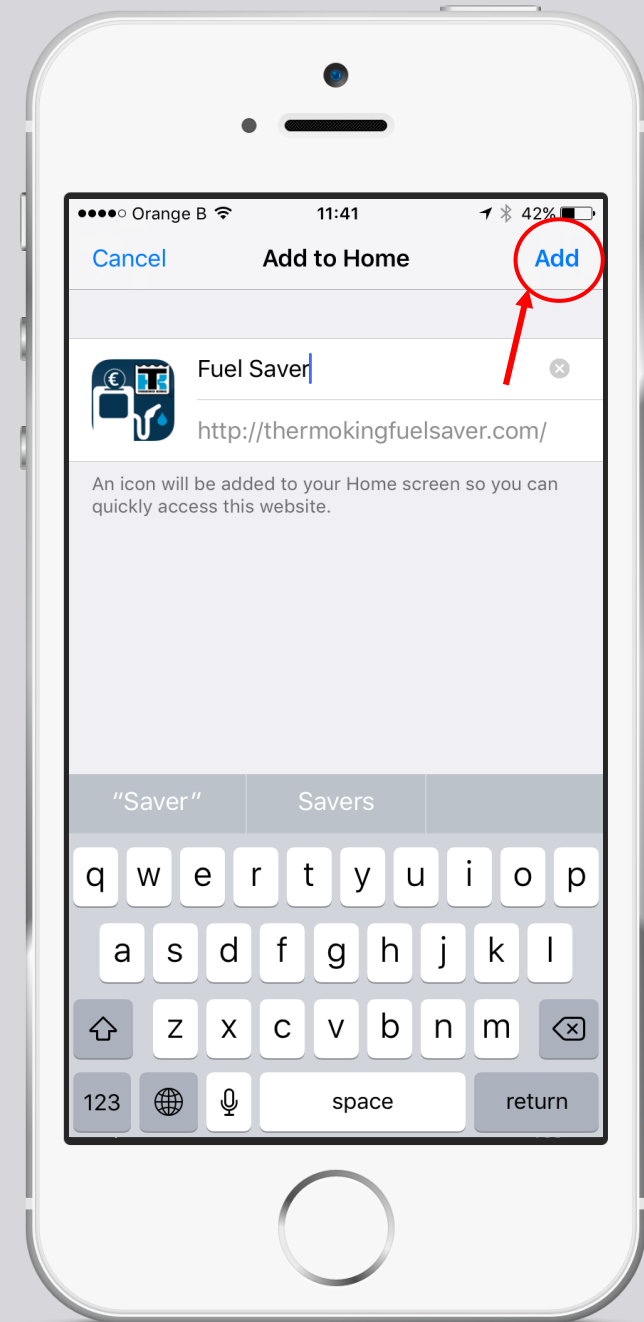 ●●●●○ Orange B 11:41 42%
Cancel Add to Home Add
€ TK
Fuel Saver
http://thermokingfuelsaver.com/
An icon will be added to your Home screen so you can
quickly access this website.
“Saver” Savers
q w e r t y u i o p
a s d f g h j k l
z x c v b n m
123 space return